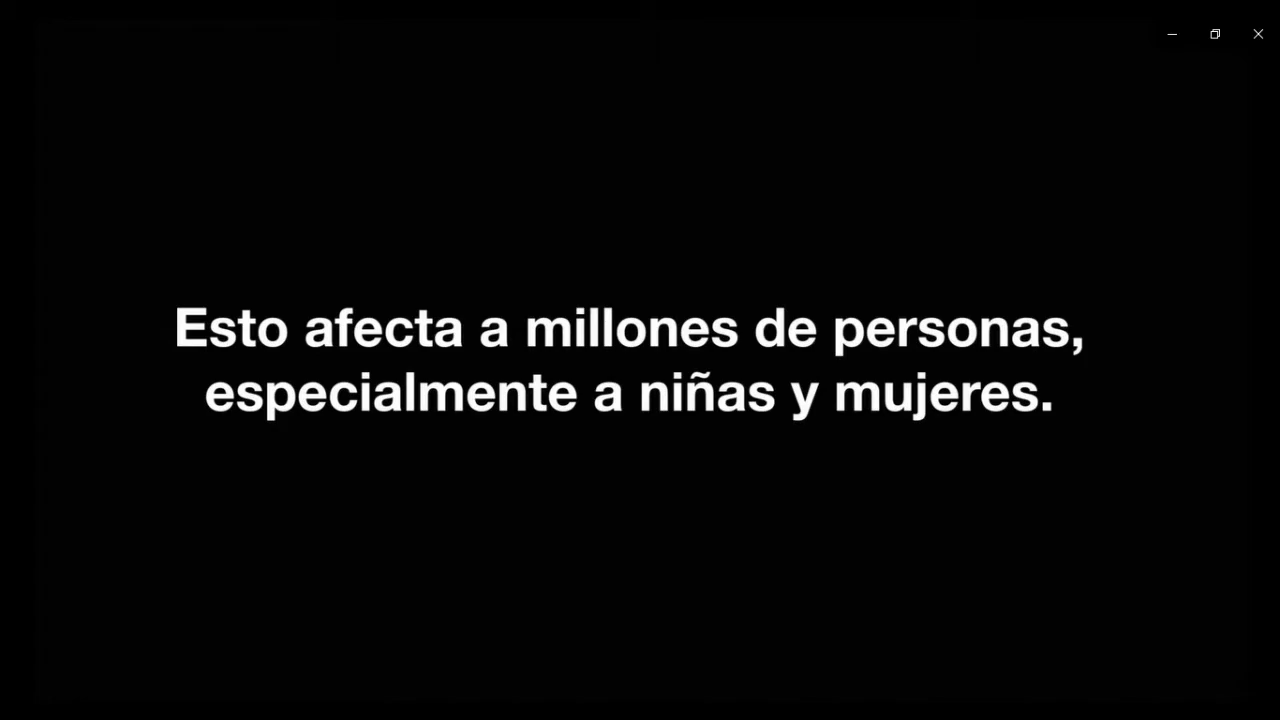 Esto afecta a millones de personas,
especialmente a niñas y mujeres.